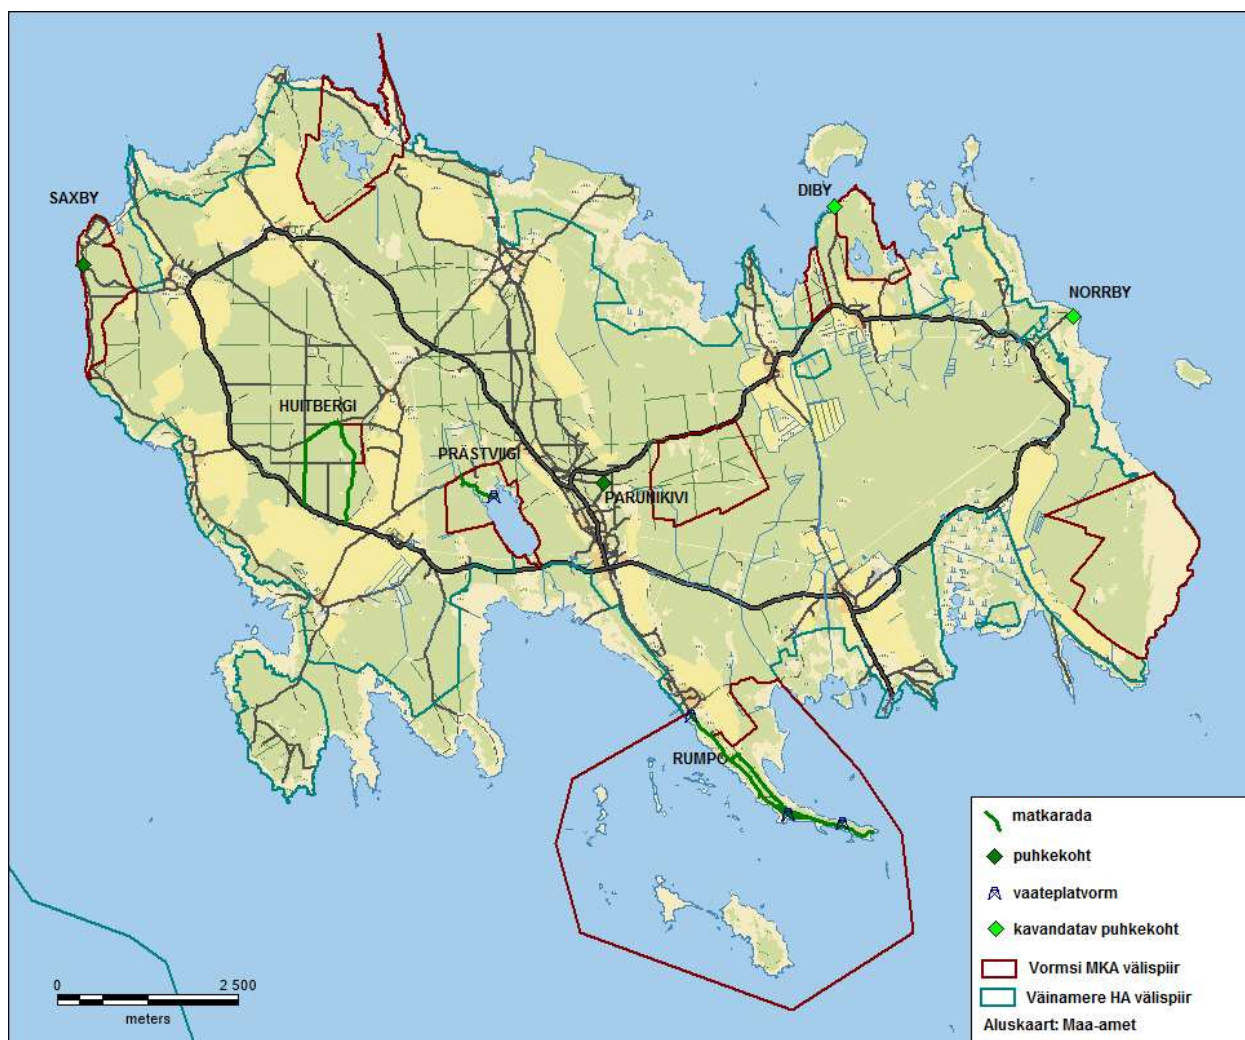 SAXBY
DIBY
NORRBY
HUITBERGI
PRÄSTVIIGI
PARUNIKIVI
RUMPO
matkarada
puhkekoht
vaateplatvorm
kavandatav puhkekoht
Vormsi MKA välispiir
Väinamere HA välispiir
Aluskaart: Maa-amet
0 2 500
meters